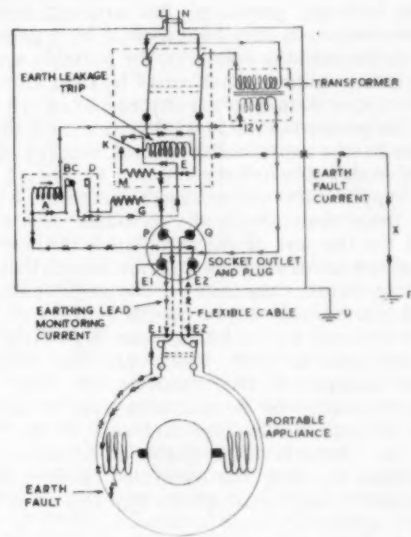 L N
TRANSFORMER
EARTH LEAKAGE
TRIP
12V
K
E
M
BC D
D
G
EARTH
FAULT
CURRENT
X
P
Q
SOCKET OUTLET
AND PLUG
E1 E2
U
EARTHING LEAD
MONITORING
CURRENT
FLEXIBLE CABLE
E1 E2
PORTABLE
APPLIANCE
EARTH
FAULT